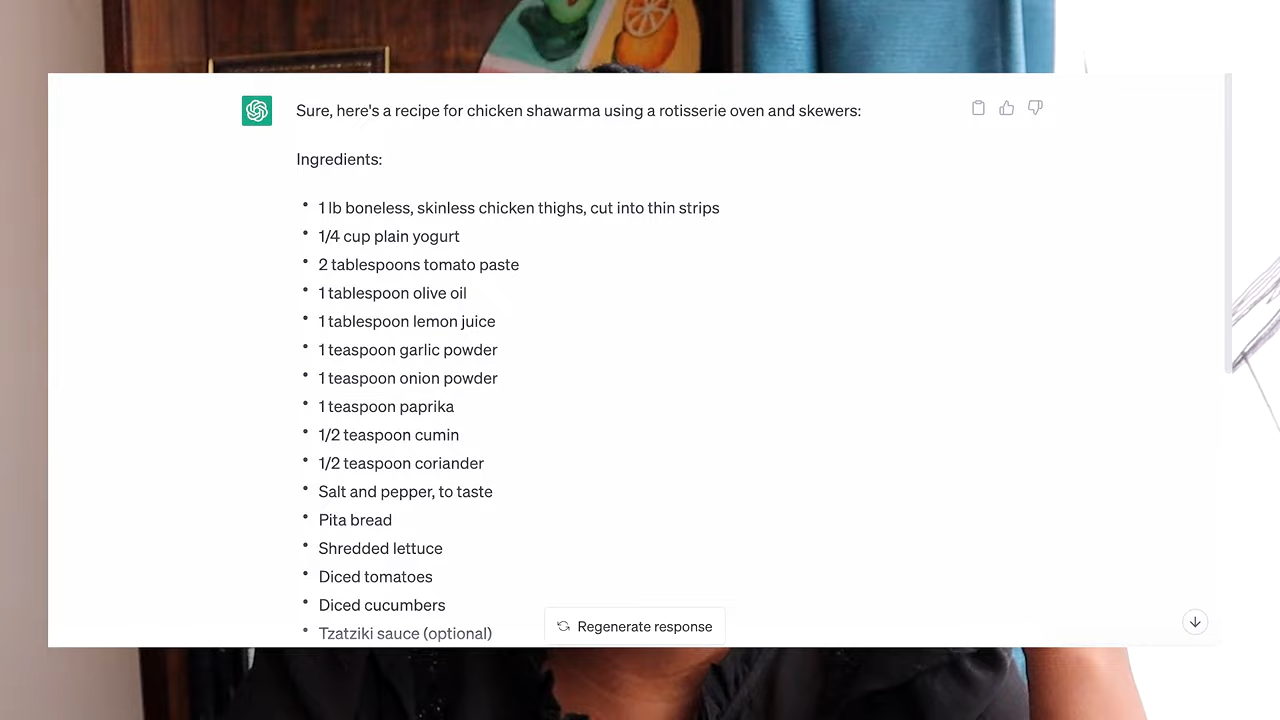 Sure, here's a recipe for chicken shawarma using a rotisserie oven and skewers:
Ingredients:
• 1 lb boneless, skinless chicken thighs, cut into thin strips
• 1/4 cup plain yogurt
• 2 tablespoons tomato paste
• 1 tablespoon olive oil
• 1 tablespoon lemon juice
• 1 teaspoon garlic powder
• 1 teaspoon onion powder
• 1 teaspoon paprika
• 1/2 teaspoon cumin
• 1/2 teaspoon coriander
• Salt and pepper, to taste
• Pita bread
• Shredded lettuce
• Diced tomatoes
• Diced cucumbers
• Tzatziki sauce (optional)
Regenerate response